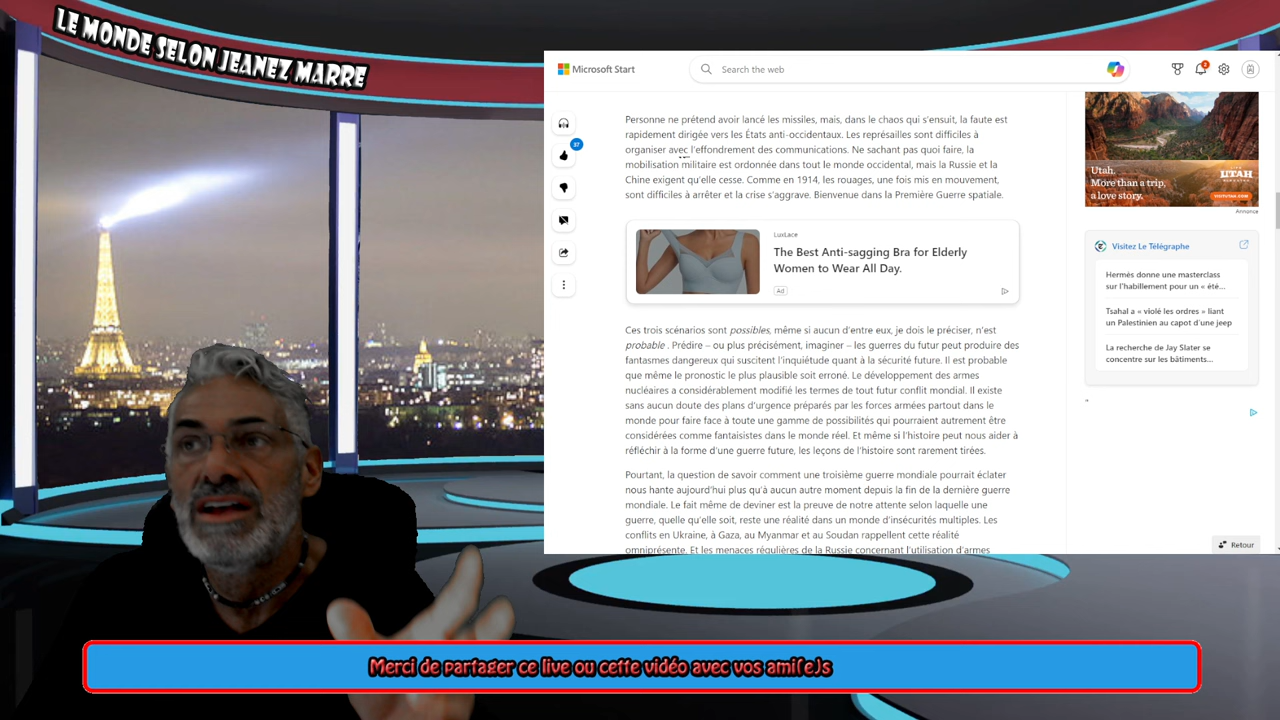 LE MONDE SELON JEANEZ MARRE
Microsoft Start
Search the web
2
37
Personne ne prétend avoir lancé les missiles, mais, dans le chaos qui s'ensuit, la faute est
rapidement dirigée vers les États anti-occidentaux. Les représailles sont difficiles à
organiser avec l'effondrement des communications. Ne sachant pas quoi faire, la
mobilisation militaire est ordonnée dans tout le monde occidental, mais la Russie et la
Chine exigent qu'elle cesse. Comme en 1914, les rouages, une fois mis en mouvement,
sont difficiles à arrêter et la crise s'aggrave. Bienvenue dans la Première Guerre spatiale.
LuxLace
The Best Anti-sagging Bra for Elderly
Women to Wear All Day.
Ad
Ces trois scénarios sont possibles, même si aucun d'entre eux, je dois le préciser, n'est
probable . Prédire – ou plus précisément, imaginer – les guerres du futur peut produire des
fantasmes dangereux qui suscitent l'inquiétude quant à la sécurité future. Il est probable
que même le pronostic le plus plausible soit erroné. Le développement des armes
nucléaires a considérablement modifié les termes de tout futur conflit mondial. Il existe
sans aucun doute des plans d'urgence préparés par les forces armées partout dans le
monde pour faire face à toute une gamme de possibilités qui pourraient autrement être
considérées comme fantaisistes dans le monde réel. Et même si l'histoire peut nous aider à
réfléchir à la forme d'une guerre future, les leçons de l'histoire sont rarement tirées.
Pourtant, la question de savoir comment une troisième guerre mondiale pourrait éclater
nous hante aujourd'hui plus qu'à aucun autre moment depuis la fin de la dernière guerre
mondiale. Le fait même de deviner est la preuve de notre attente selon laquelle une
guerre, quelle qu'elle soit, reste une réalité dans un monde d'insécurités multiples. Les
conflits en Ukraine, à Gaza, au Myanmar et au Soudan rappellent cette réalité
omniprésente. Et les menaces régulières de la Russie concernant l'utilisation d'armes
Utah.
More than a trip,
a love story.
UTAH
Annonce
Visitez Le Télégraphe
Hermés donne une masterclass
sur l'habillement pour un « été...
Tsahal a « violé les ordres » liant
un Palestinien au capot d'une jeep
La recherche de Jay Slater se
concentre sur les bâtiments...
Retour
Merci de partager ce live ou cette vidéo avec vos ami(e)s